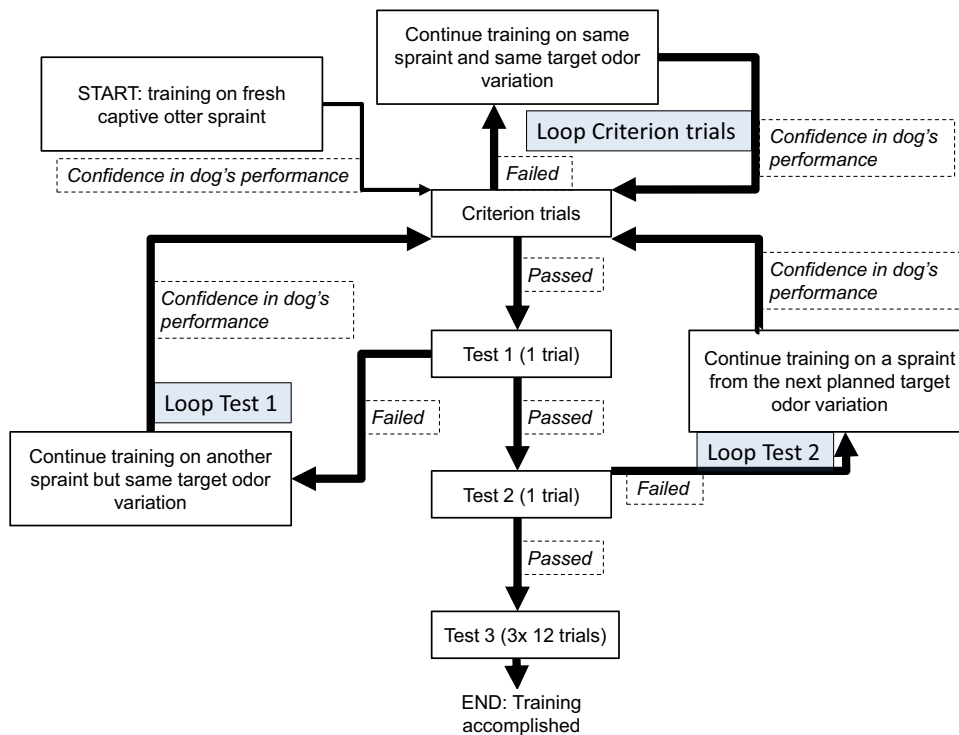 START: training on fresh
captive otter spraint
Confidence in dog's performance
Continue training on same
spraint and same target odor
variation
Loop Criterion trials
Failed
Confidence in dog's
performance
Criterion trials
Passed
Confidence in dog's
performance
Confidence in dog's
performance
Test 1 (1 trial)
Loop Test 1
Failed
Passed
Continue training on a spraint
from the next planned target
odor variation
Continue training on another
spraint but same target odor
variation
Loop Test 2
Test 2 (1 trial)
Failed
Passed
Test 3 (3x 12 trials)
END: Training
accomplished